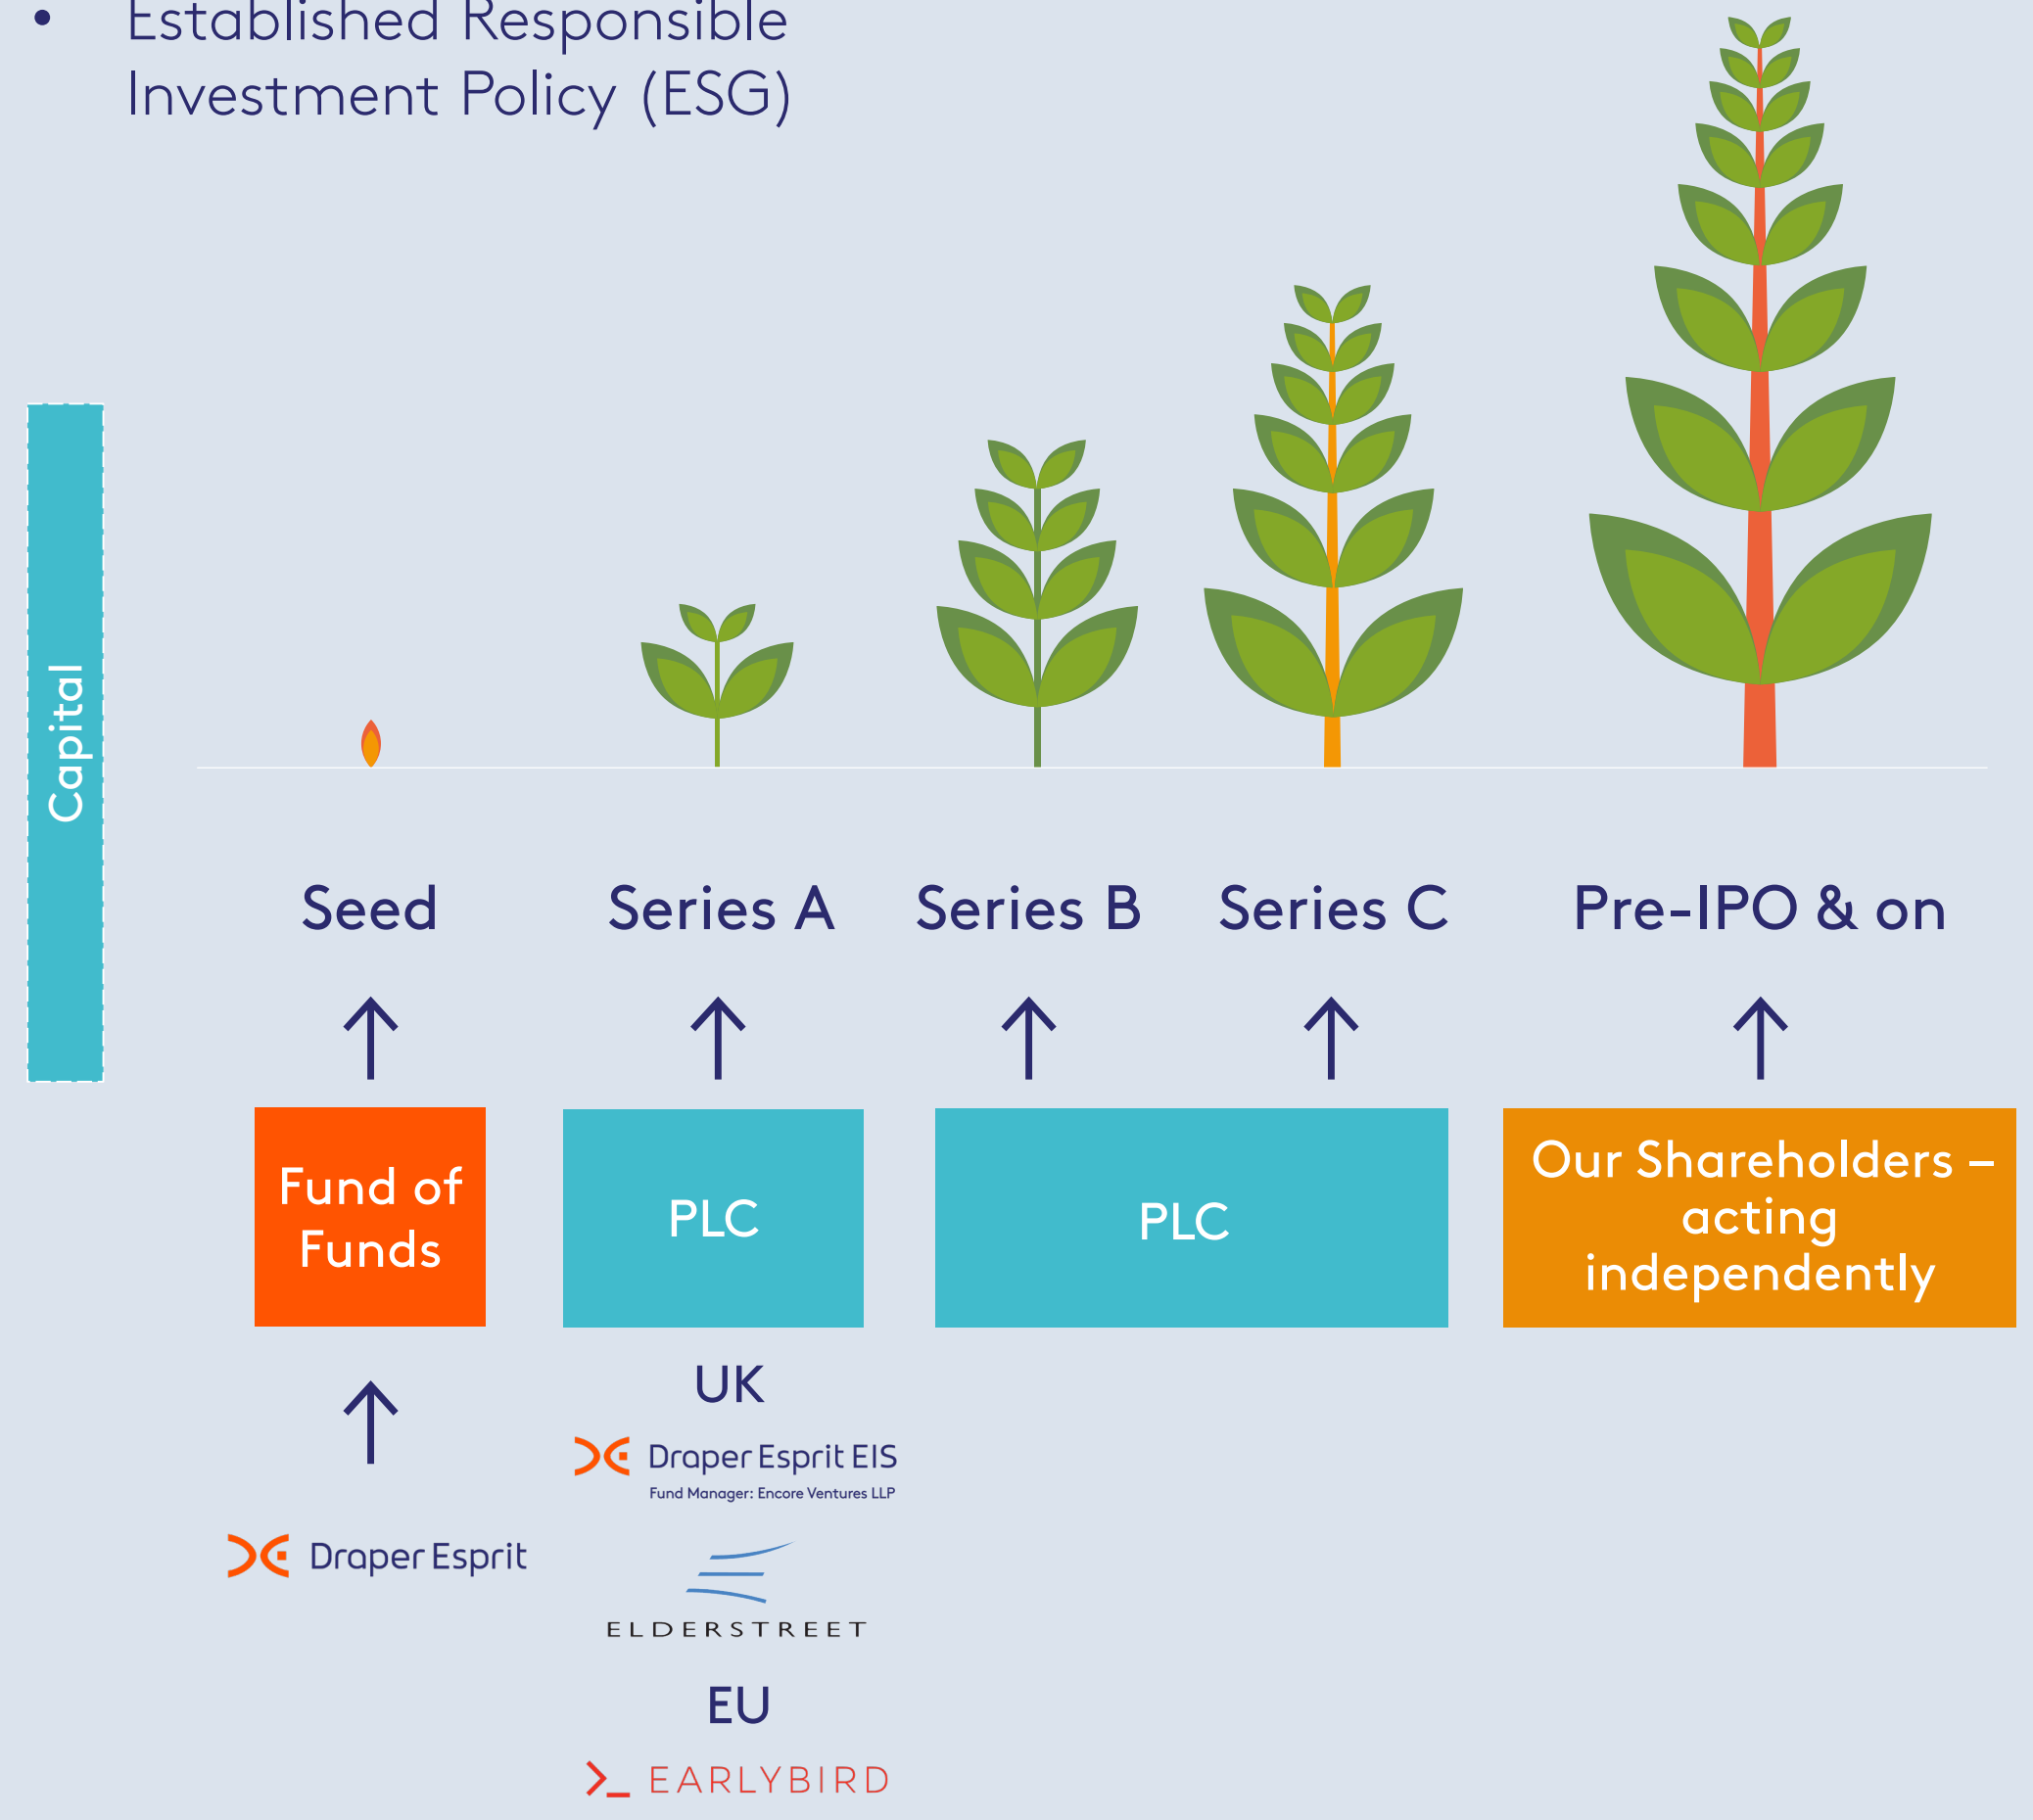 • Established Responsible
Investment Policy (ESG)
Capital
Seed
Series A
Series B
Series C
Pre-IPO & on
Fund of
Funds
PLC
PLC
Our Shareholders –
acting
independently
UK
Draper Esprit EIS
Fund Manager: Encore Ventures LLP
Draper Esprit
ELDERSTREET
EU
EARLYBIRD